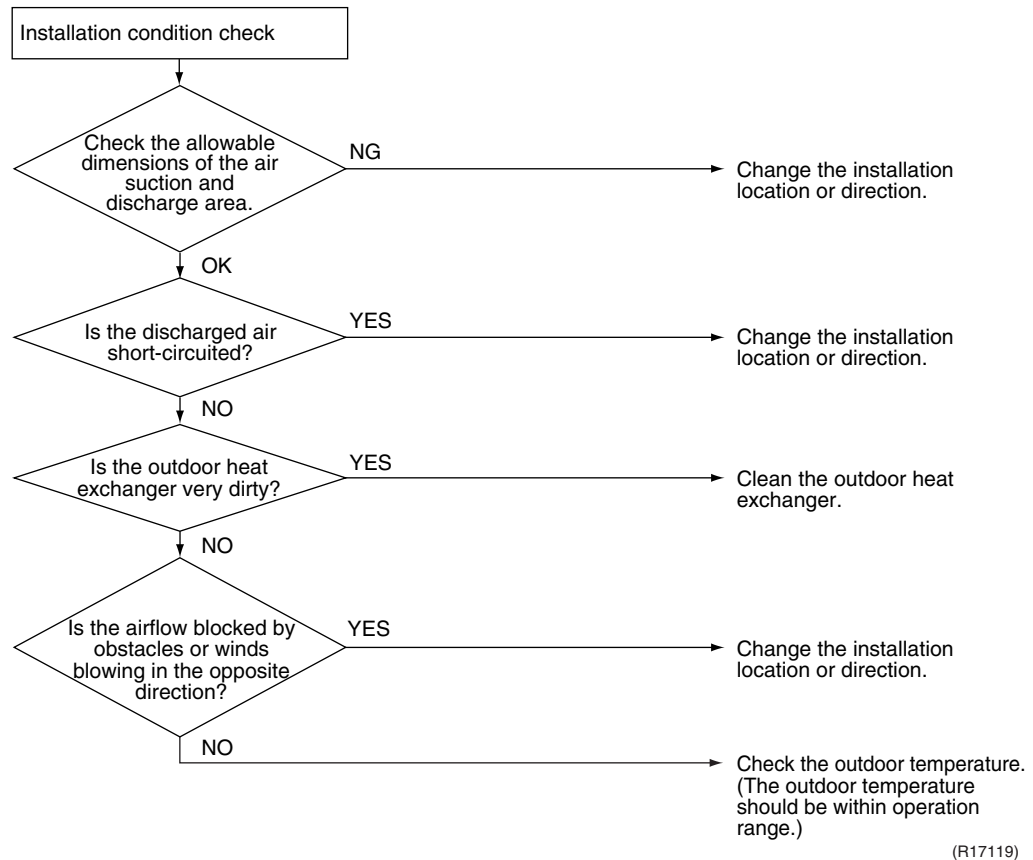 Installation condition check
Check the allowable
dimensions of the air
suction and
discharge area.
NG
Change the installation
location or direction.
OK
Is the discharged air
short-circuited?
YES
Change the installation
location or direction.
NO
Is the outdoor heat
exchanger very dirty?
YES
Clean the outdoor heat
exchanger.
NO
Is the airflow blocked by
obstacles or winds
blowing in the opposite
direction?
YES
Change the installation
location or direction.
NO
Check the outdoor temperature.
(The outdoor temperature
should be within operation
range.)
(R17119)